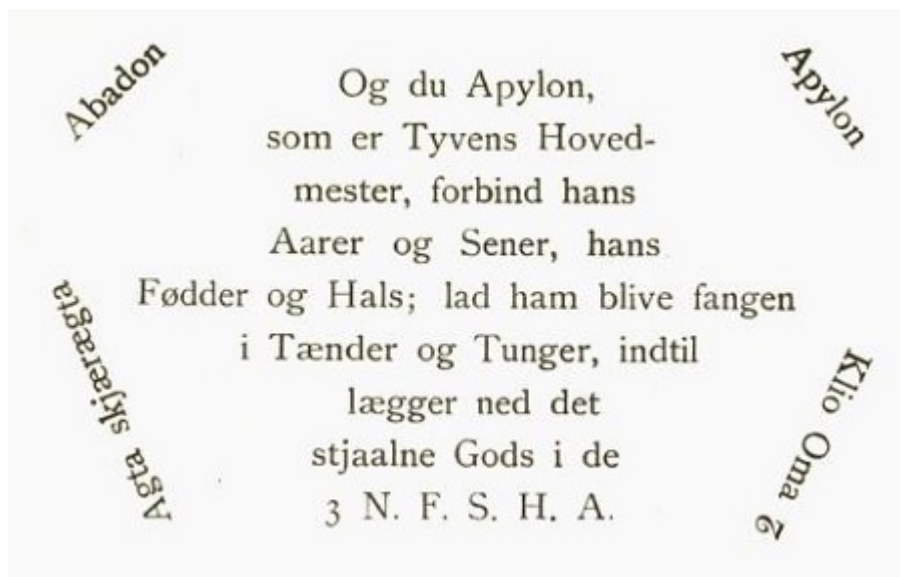 Abadon
Apylon
Og du Apylon,
som er Tyvens Hoved-
mester, forbind hans
Aarer og Sener, hans
Fødder og Hals; lad ham blive fangen
i Tænder og Tunger, indtil
lægger ned det
stjaalne Gods i de
3 N. F. S. H. A.
Agta skjærægta
Klio Oma 2